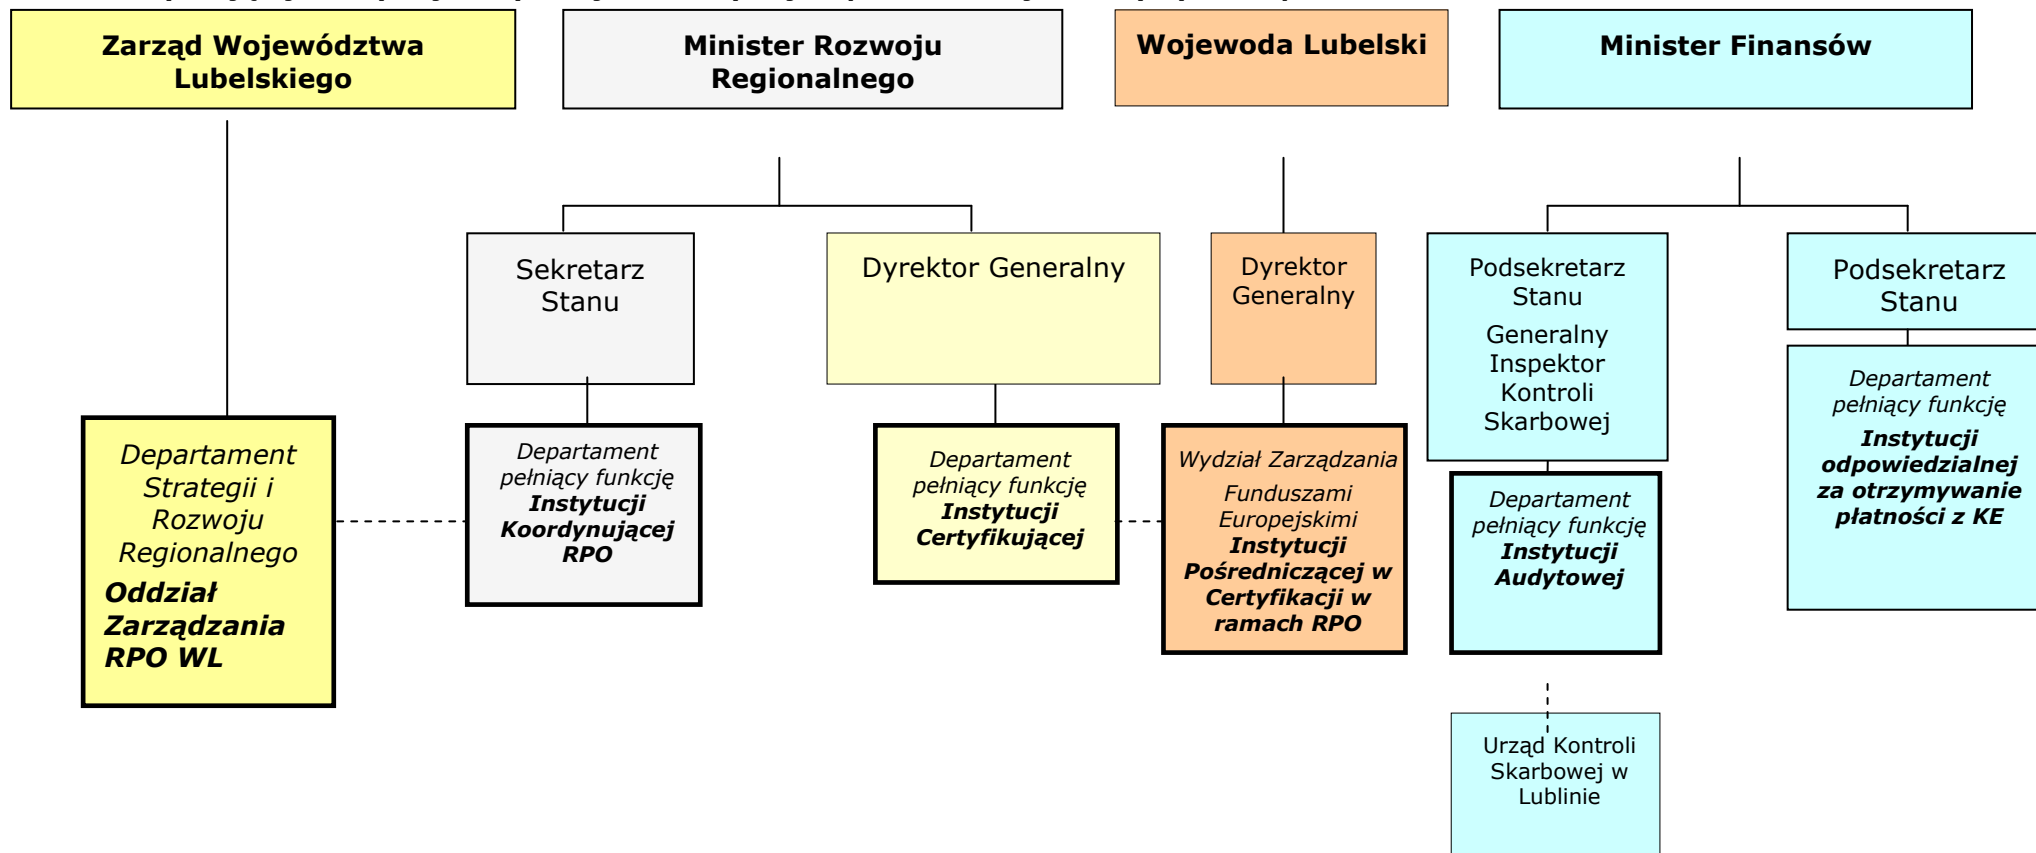 Zarząd Województwa
Lubelskiego
Minister Rozwoju
Regionalnego
Wojewoda Lubelski
Minister Finansów
Sekretarz
Stanu
Dyrektor Generalny
Dyrektor
Generalny
Podsekretarz
Stanu
Generalny
Inspektor
Kontroli
Skarbowej
Podsekretarz
Stanu
Departament
Strategii i
Rozwoju
Regionalnego
Oddział
Zarządzania
RPO WL
Departament
pełniący funkcję
Instytucji
Koordynującej
RPO
Departament
pełniący funkcję
Instytucji
Certyfikującej
Wydział Zarządzania
Funduszami
Europejskimi
Instytucji
Pośredniczącej w
Certyfikacji w
ramach RPO
Departament
pełniący funkcję
Instytucji
Audytowej
Departament
pełniący funkcję
Instytucji
odpowiedzialnej
za otrzymywanie
płatności z KE
Urząd Kontroli
Skarbowej w
Lublinie